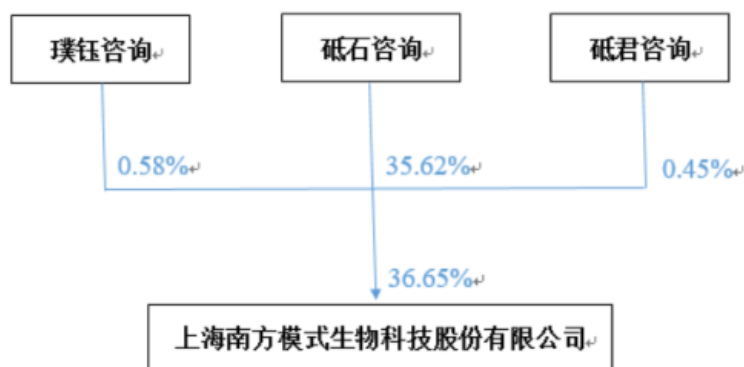 璞钰咨询
砥石咨询
砥君咨询
0.58%
35.62%
0.45%
36.65%
上海南方模式生物科技股份有限公司